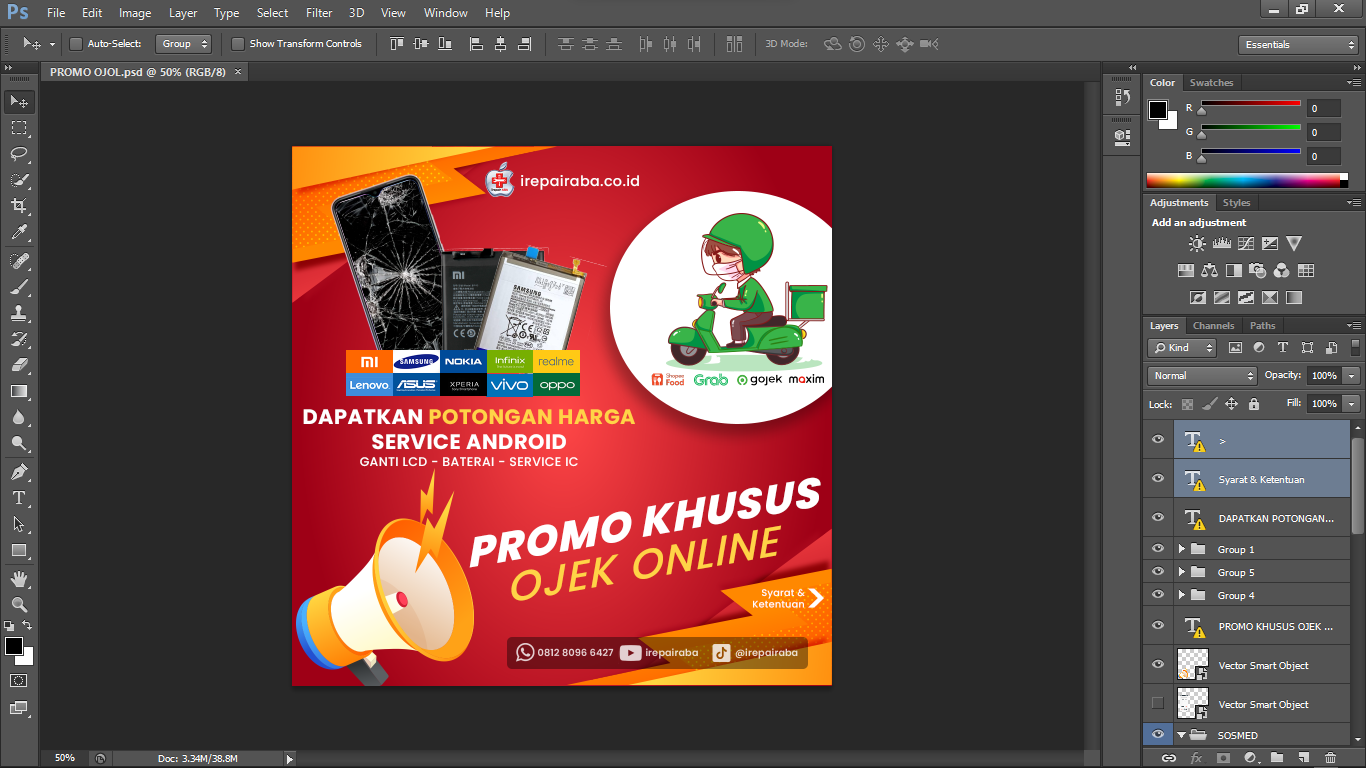 Ps File Edit Image Layer Type Select Filter 3D View Window Help
Auto-Select: Group Show Transform Controls 3D Mode: Essentials
PROMO OJOL.psd @ 50% (RGB/8) ×
irepairaba.co.id
mi
SAMSUNG
mi SAMSUNG NOKIA Infinix realme
Lenovo ASUS XPERIA vivo oppo
Shopee Food Grab gojek maxim
DAPATKAN POTONGAN HARGA
SERVICE ANDROID
GANTI LCD - BATERAI - SERVICE IC
PROMO KHUSUS
OJEK ONLINE
Syarat &
Ketentuan
0812 8096 6427 irepairaba @irepairaba
50% Doc: 3.34M/38.8M
Color Swatches
R 0
G 0
B 0
Adjustments Styles
Add an adjustment
Layers Channels Paths
Kind
Normal Opacity: 100%
Lock: Fill: 100%
T >
T Syarat & Ketentuan
T DAPATKAN POTONGAN...
Group 1
Group 5
Group 4
T PROMO KHUSUS OJEK ...
Vector Smart Object
Vector Smart Object
SOSMED
fx